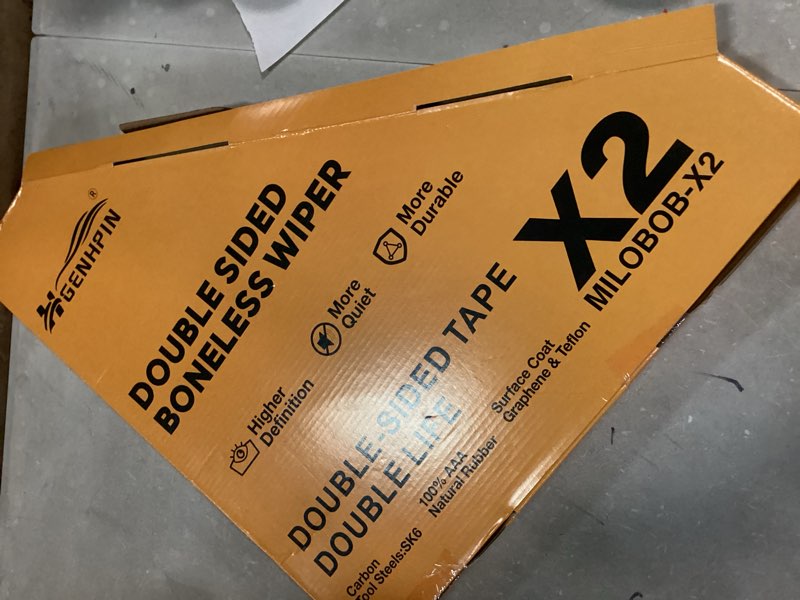 GENHPIN
®
DOUBLE SIDED
BONELESS WIPER
Higher
Definition
More
Quiet
More
Durable
DOUBLE-SIDED TAPE
DOUBLE LIFE
X2
MILOBOB-X2
Carbon
Tool Steels:SK6
100% AAA
Natural Rubber
Surface Coat
Graphene & Teflon